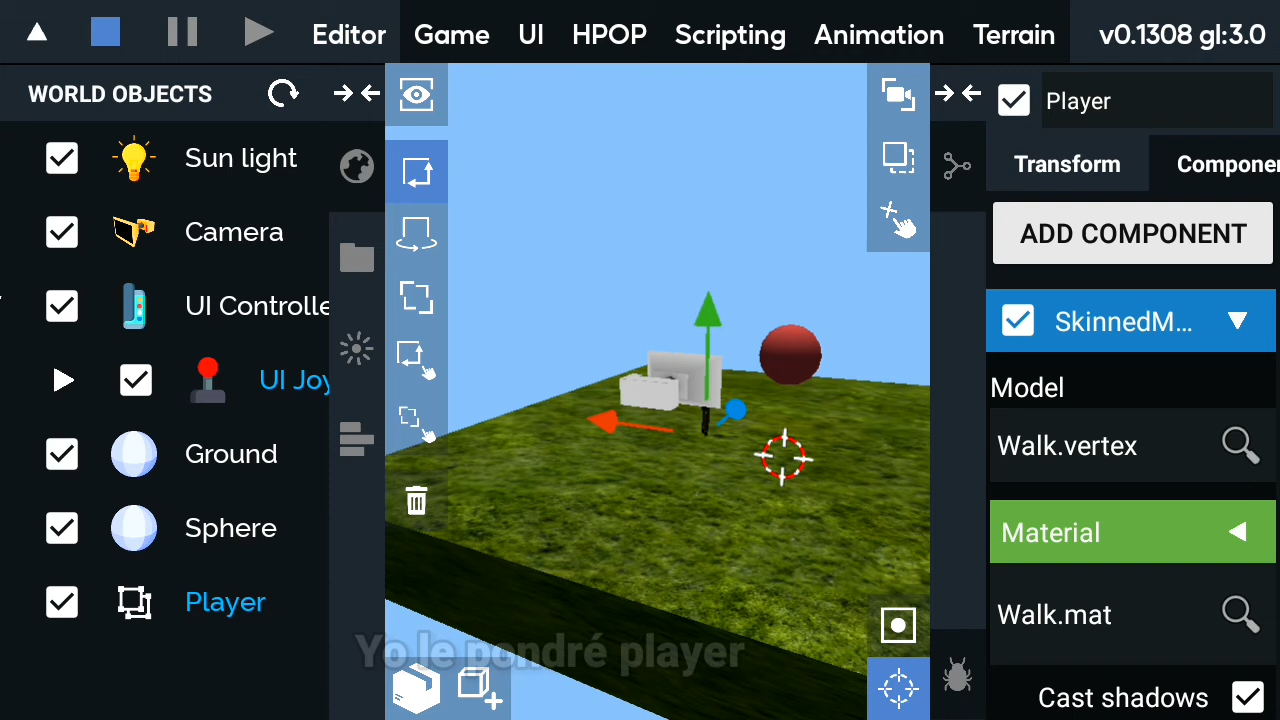 Editor Game UI HPOP Scripting Animation Terrain v0.1308 gl:3.0
WORLD OBJECTS
Sun light
Camera
UI Controlle
UI Joy
Ground
Sphere
Player
Yo le pondré player
Player
Transform Componen
ADD COMPONENT
SkinnedM...
Model
Walk.vertex
Material
Walk.mat
Cast shadows